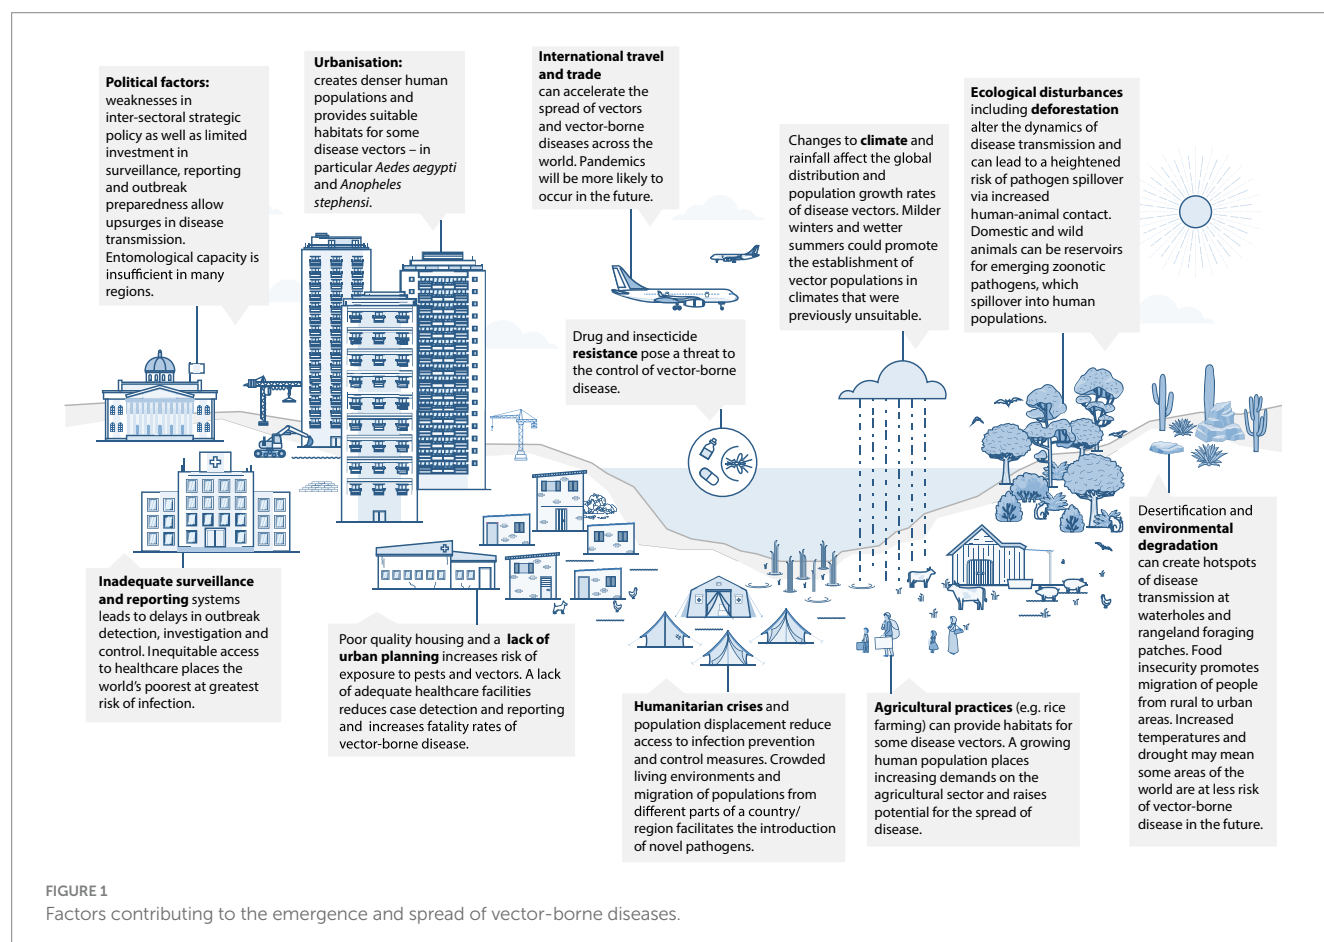 Political factors:
weaknesses in
inter-sectoral strategic
policy as well as limited
investment in
surveillance, reporting
and outbreak
preparedness allow
upsurges in disease
transmission.
Entomological capacity is
insufficient in many
regions.
Urbanisation:
creates denser human
populations and
provides suitable
habitats for some
disease vectors – in
particular Aedes aegypti
and Anopheles
stephensi.
International travel
and trade
can accelerate the
spread of vectors
and vector-borne
diseases across the
world. Pandemics
will be more likely to
occur in the future.
Drug and insecticide
resistance pose a threat to
the control of vector-borne
disease.
Changes to climate and
rainfall affect the global
distribution and
population growth rates
of disease vectors. Milder
winters and wetter
summers could promote
the establishment of
vector populations in
climates that were
previously unsuitable.
Ecological disturbances
including deforestation
alter the dynamics of
disease transmission and
can lead to a heightened
risk of pathogen spillover
via increased
human-animal contact.
Domestic and wild
animals can be reservoirs
for emerging zoonotic
pathogens, which
spillover into human
populations.
Inadequate surveillance
and reporting systems
leads to delays in outbreak
detection, investigation and
control. Inequitable access
to healthcare places the
world's poorest at greatest
risk of infection.
Poor quality housing and a lack of
urban planning increases risk of
exposure to pests and vectors. A lack
of adequate healthcare facilities
reduces case detection and reporting
and increases fatality rates of
vector-borne disease.
Humanitarian crises and
population displacement reduce
access to infection prevention
and control measures. Crowded
living environments and
migration of populations from
different parts of a country/
region facilitates the introduction
of novel pathogens.
Agricultural practices (e.g. rice
farming) can provide habitats for
some disease vectors. A growing
human population places
increasing demands on the
agricultural sector and raises
potential for the spread of
disease.
Desertification and
environmental
degradation
can create hotspots
of disease
transmission at
waterholes and
rangeland foraging
patches. Food
insecurity promotes
migration of people
from rural to urban
areas. Increased
temperatures and
drought may mean
some areas of the
world are at less risk
of vector-borne
disease in the future.
FIGURE 1
Factors contributing to the emergence and spread of vector-borne diseases.